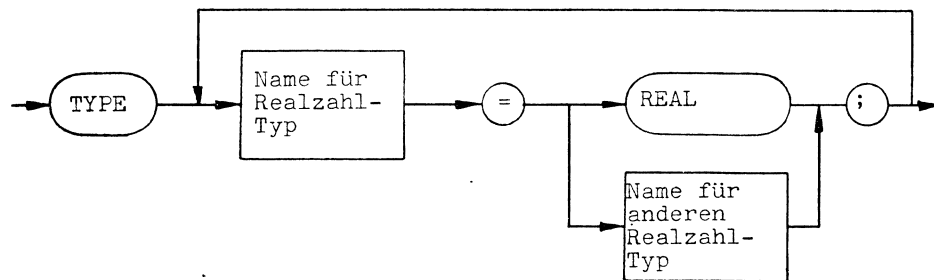 TYPE
Name für
Realzahl-
Typ
=
REAL
;
Name für
anderen
Realzahl-
Typ